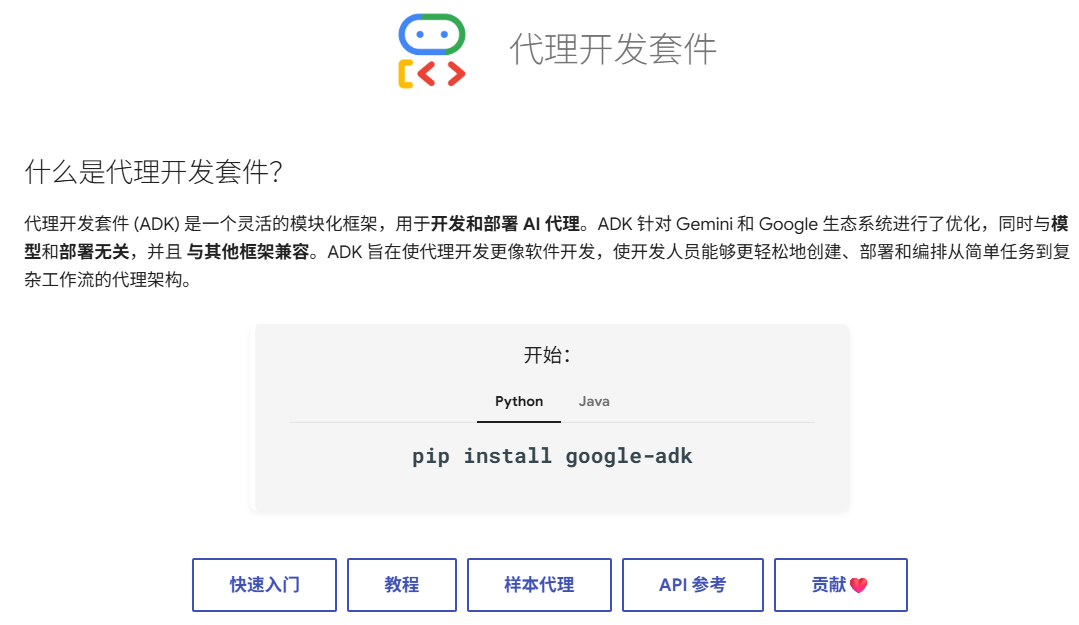 代理开发套件
什么是代理开发套件？
代理开发套件 (ADK) 是一个灵活的模块化框架，用于开发和部署 AI 代理。ADK 针对 Gemini 和 Google 生态系统进行了优化，同时与模
型和部署无关，并且 与其他框架兼容。ADK 旨在使代理开发更像软件开发，使开发人员能够更轻松地创建、部署和编排从简单任务到复
杂工作流的代理架构。
开始：
Python Java
pip install google-adk
快速入门 教程 样本代理 API 参考 贡献❤️